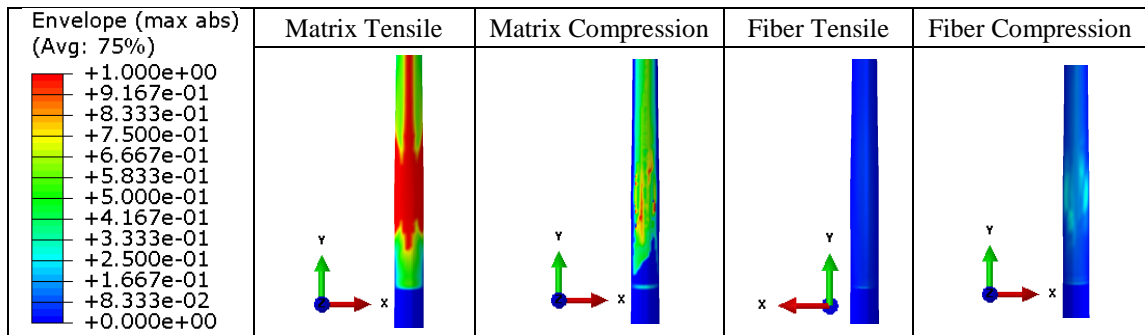 Envelope (max abs)
(Avg: 75%)
+1.000e+00
+9.167e-01
+8.333e-01
+7.500e-01
+6.667e-01
+5.833e-01
+5.000e-01
+4.167e-01
+3.333e-01
+2.500e-01
+1.667e-01
+8.333e-02
+0.000e+00
Matrix Tensile
Y
Z
X
Matrix Compression
Y
Z
X
Fiber Tensile
Y
X
Fiber Compression
Y
Z
X